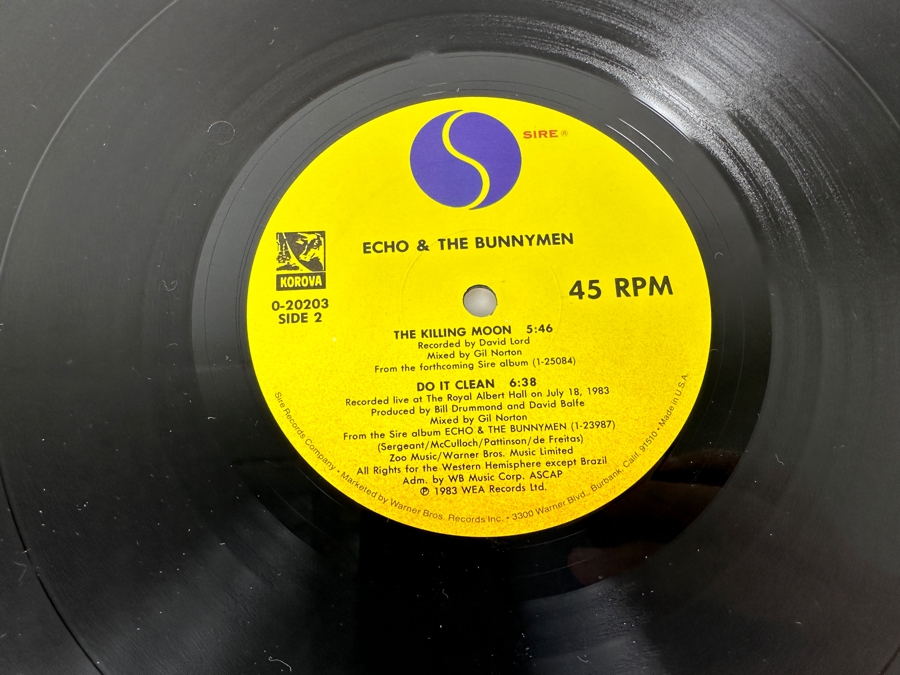 SIRE ®
ECHO & THE BUNNYMEN
KOROVA
0-20203
SIDE 2
45 RPM
THE KILLING MOON 5:46
Recorded by David Lord
Mixed by Gil Norton
From the forthcoming Sire album (1-25084)
DO IT CLEAN 6:38
Recorded live at The Royal Albert Hall on July 18, 1983
Produced by Bill Drummond and David Balfe
Mixed by Gil Norton
From the Sire album ECHO & THE BUNNYMEN (1-23987)
(Sergeant/McCulloch/Pattinson/de Freitas)
Zoo Music/Warner Bros. Music Limited
All Rights for the Western Hemisphere except Brazil
Adm. by WB Music Corp. ASCAP
℗ 1983 WEA Records Ltd.
Sire Records Company • Marketed by Warner Bros. Records Inc. • 3300 Warner Blvd., Burbank, Calif. 91510 • Made in U.S.A.